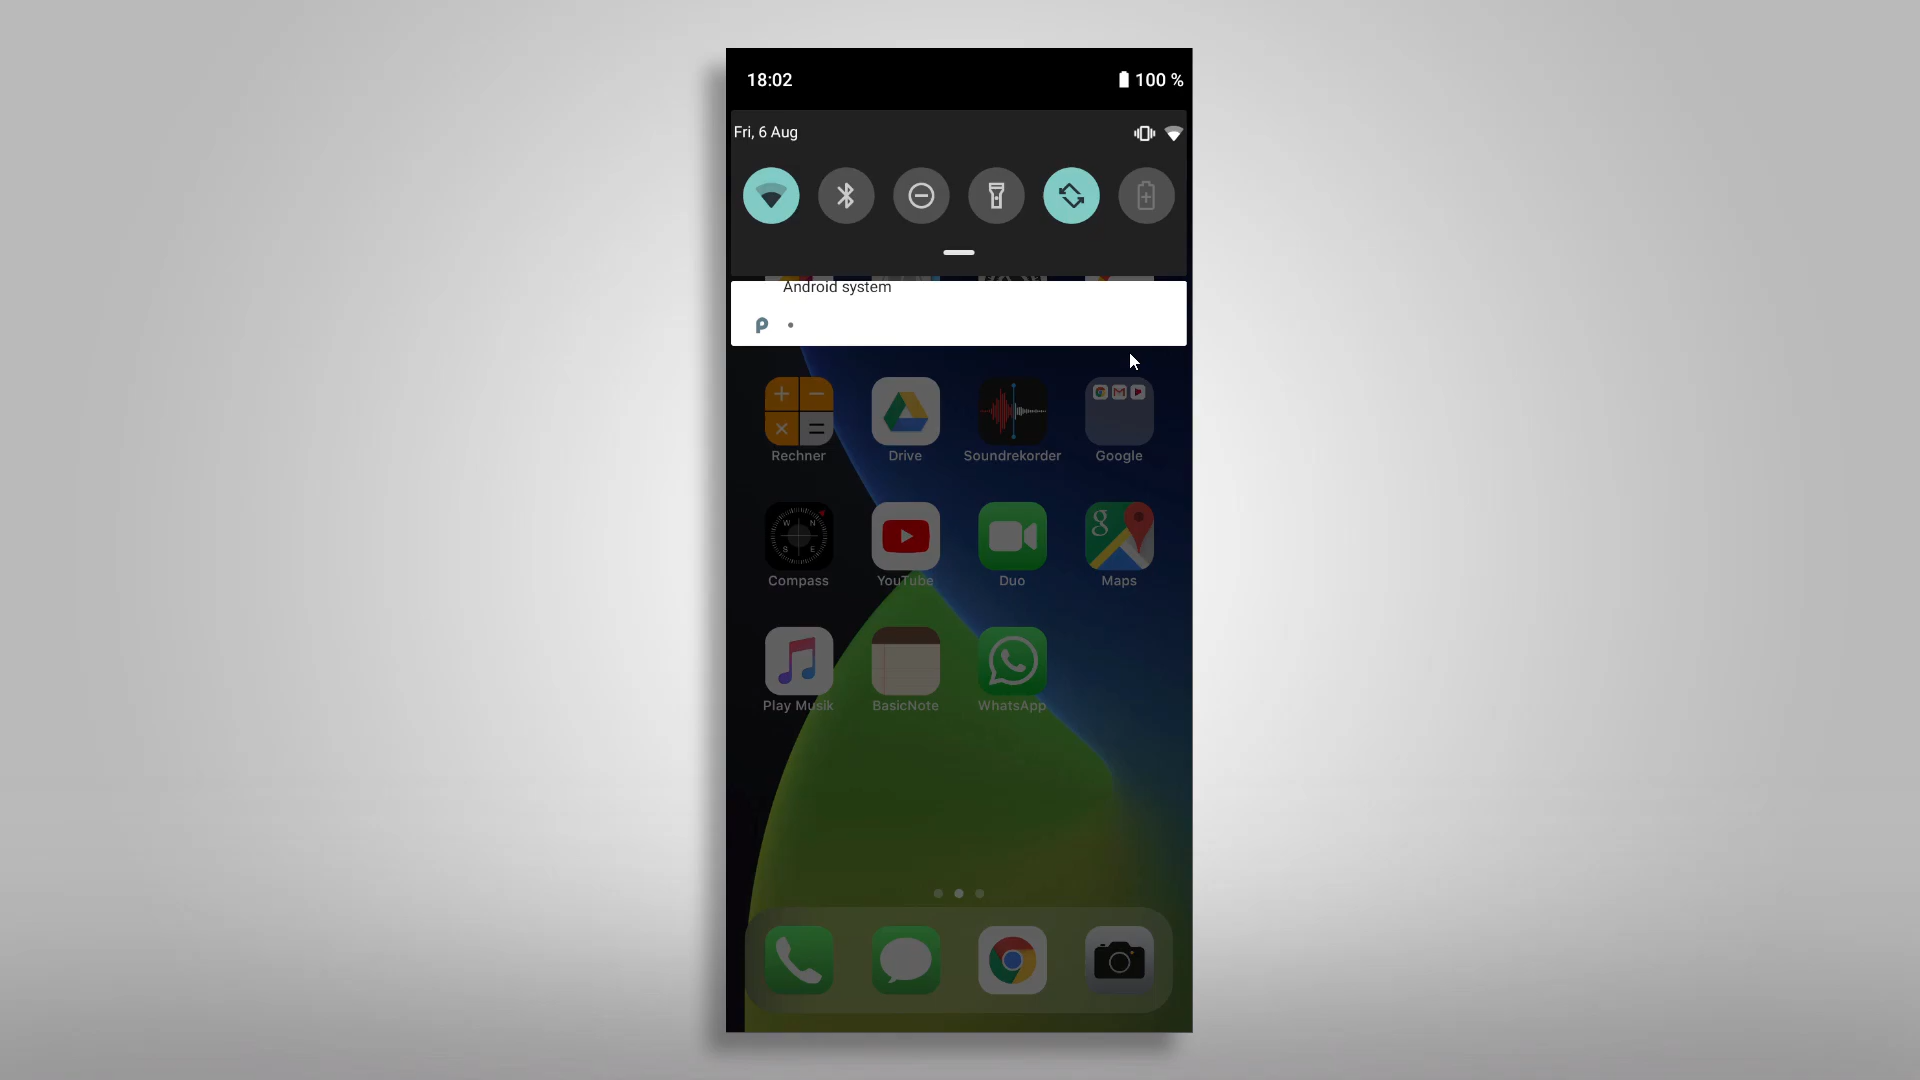 18:02 100 %
Fri, 6 Aug
Android system
Rechner Drive Soundrekorder Google
W N S E
Compass YouTube Duo Maps
Play Musik BasicNote WhatsApp